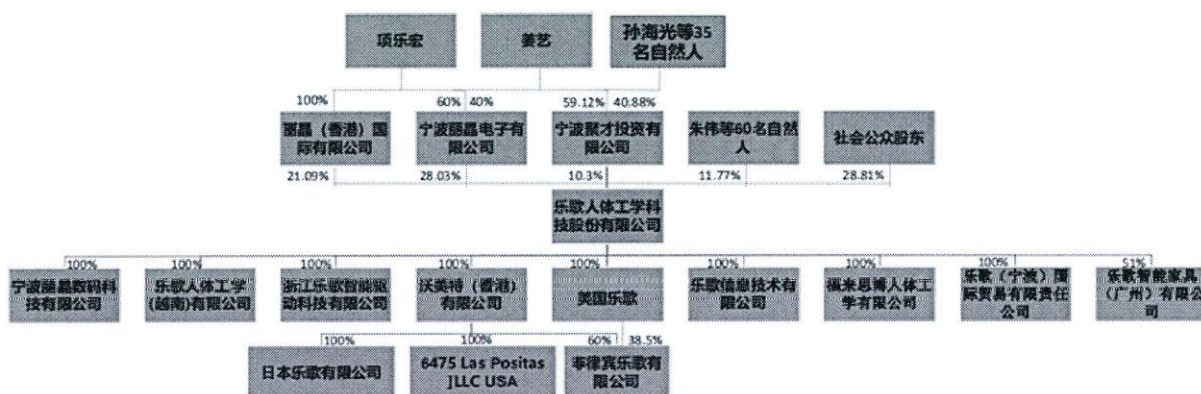 项乐宏
姜艺
孙海光等35
名自然人
100%
60%
40%
59.12%
40.88%
丽晶（香港）国
际有限公司
宁波丽晶电子有
限公司
宁波聚才投资有
限公司
朱伟等60名自然
人
社会公众股东
21.09%
28.03%
10.3%
11.77%
28.81%
乐歌人体工学科
技股份有限公司
100%
100%
100%
100%
100%
100%
100%
100%
51%
宁波丽晶数码科
技有限公司
乐歌人体工学
(越南)有限公司
浙江乐歌智能驱
动科技有限公司
沃美特（香港）
有限公司
美国乐歌
乐歌信息技术有
限公司
福来思博人体工
学有限公司
乐歌（宁波）国
际贸易有限责任
公司
乐歌智能家具
（广州）有限公
司
100%
100%
60%
38.5%
日本乐歌有限公司
6475 Las Positas
]LLC USA
菲律宾乐歌有
限公司